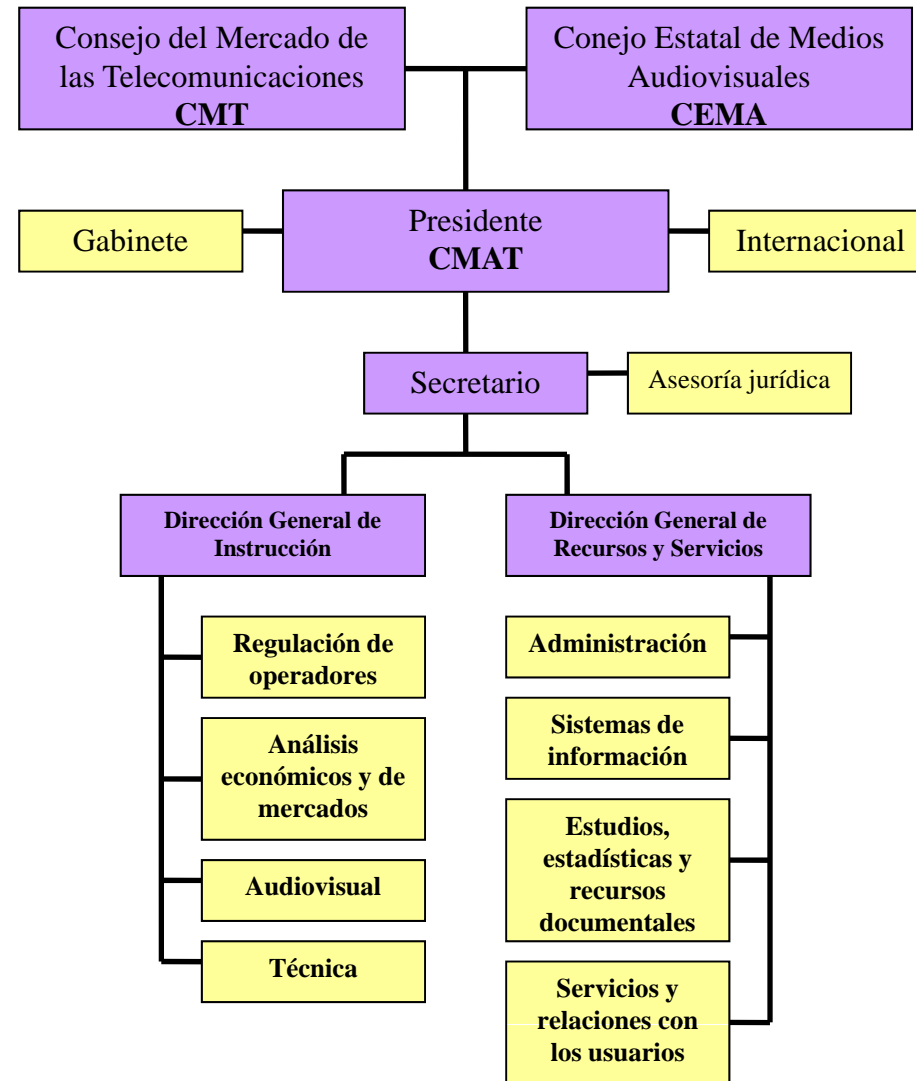 Consejo del Mercado de
las Telecomunicaciones
CMT
Conejo Estatal de Medios
Audiovisuales
CEMA
Gabinete
Presidente
CMAT
Internacional
Secretario
Asesoría jurídica
Dirección General de
Instrucción
Dirección General de
Recursos y Servicios
Regulación de
operadores
Análisis
económicos y de
mercados
Audiovisual
Técnica
Administración
Sistemas de
información
Estudios,
estadísticas y
recursos
documentales
Servicios y
relaciones con
los usuarios